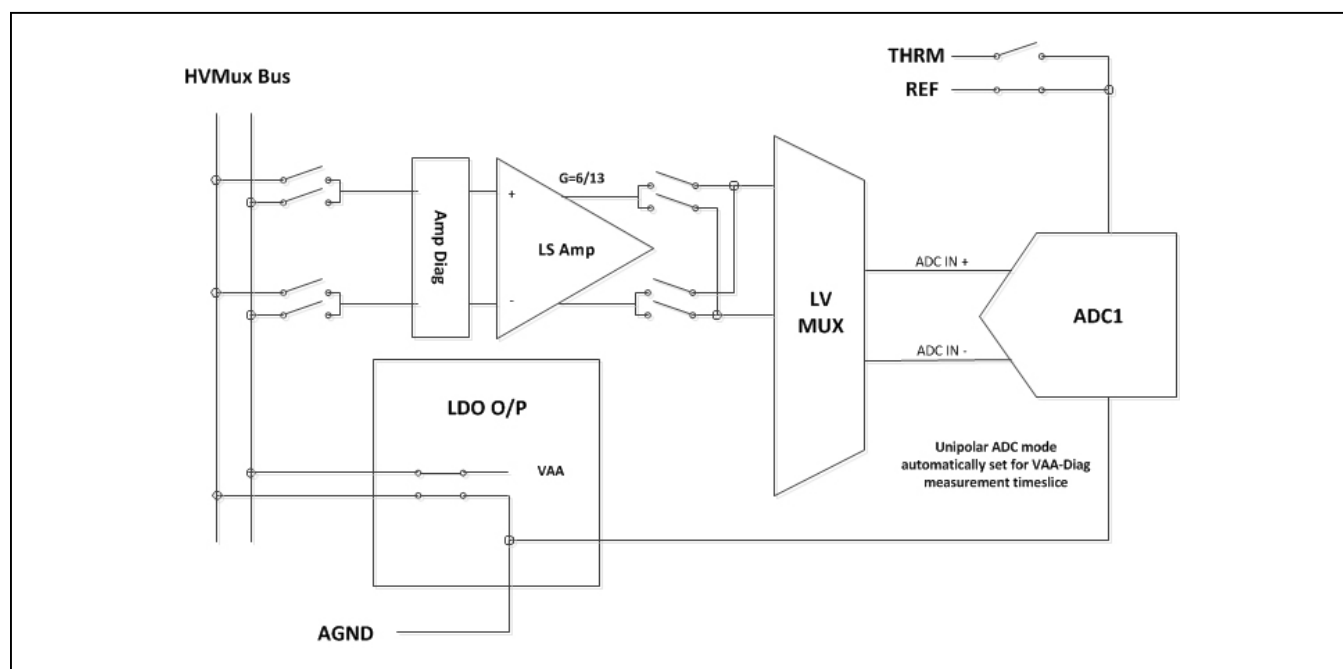 THRM
HVMux Bus
REF
G=6/13
+
Amp Diag
LS Amp
-
ADC IN +
LV
MUX
ADC1
ADC IN -
LDO O/P
Unipolar ADC mode
automatically set for VAA-Diag
measurement timeslice
VAA
AGND